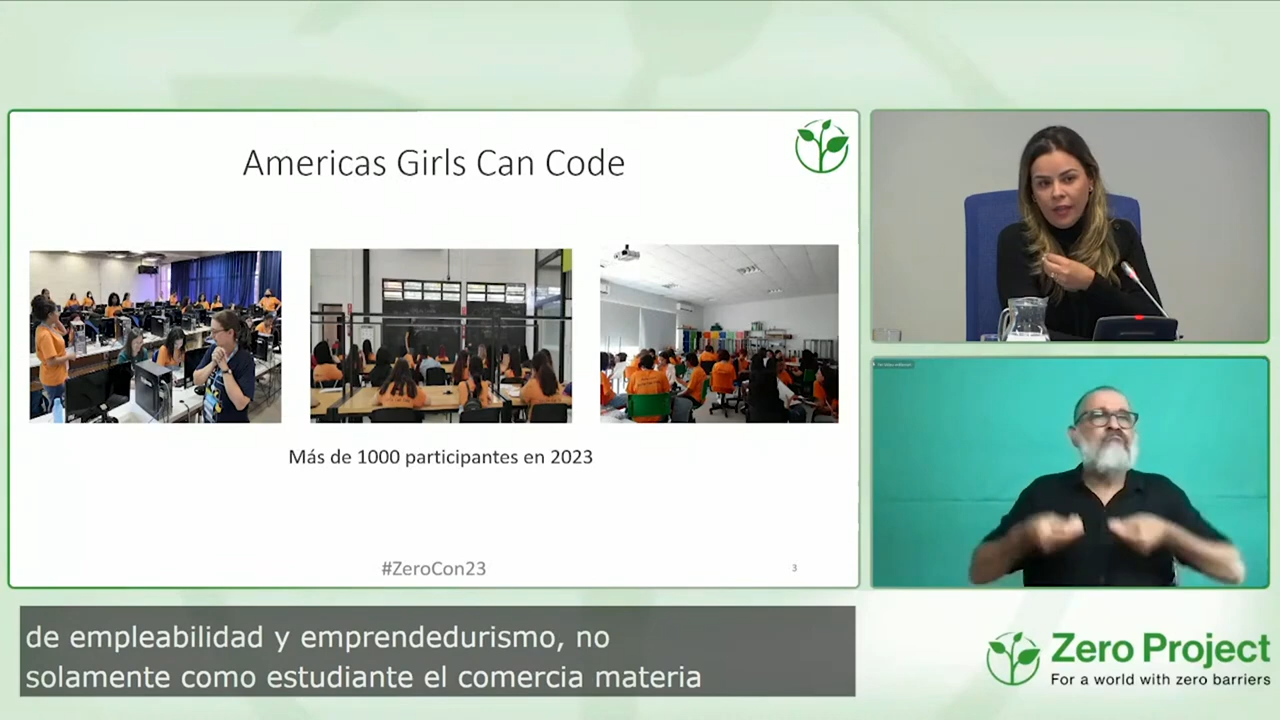 Americas Girls Can Code
Más de 1000 participantes en 2023
#ZeroCon23
3
de empleabilidad y emprendedurismo, no
solamente como estudiante el comercia materia
Zero Project
For a world with zero barriers